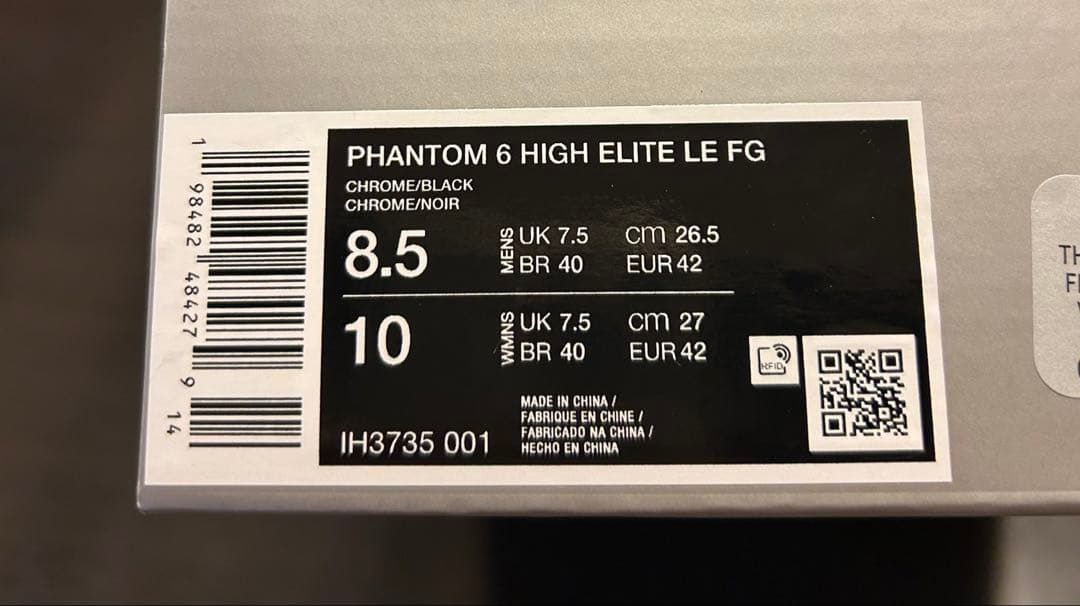 PHANTOM 6 HIGH ELITE LE FG
CHROME/BLACK
CHROME/NOIR
8.5 MENS UK 7.5 cm 26.5
BR 40 EUR 42
10 WMNS UK 7.5 cm 27
BR 40 EUR 42
RFID
MADE IN CHINA /
FABRIQUE EN CHINE /
FABRICADO NA CHINA /
HECHO EN CHINA
IH3735 001
1 98482 48427 9 14